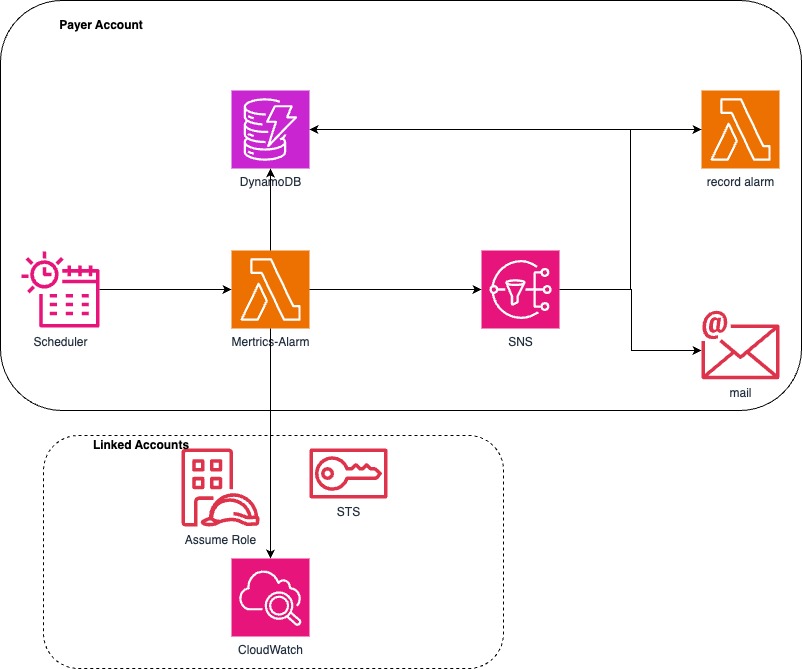 Payer Account
DynamoDB
record alarm
Scheduler
Mertrics-Alarm
SNS
@
mail
Linked Accounts
Assume Role
STS
CloudWatch